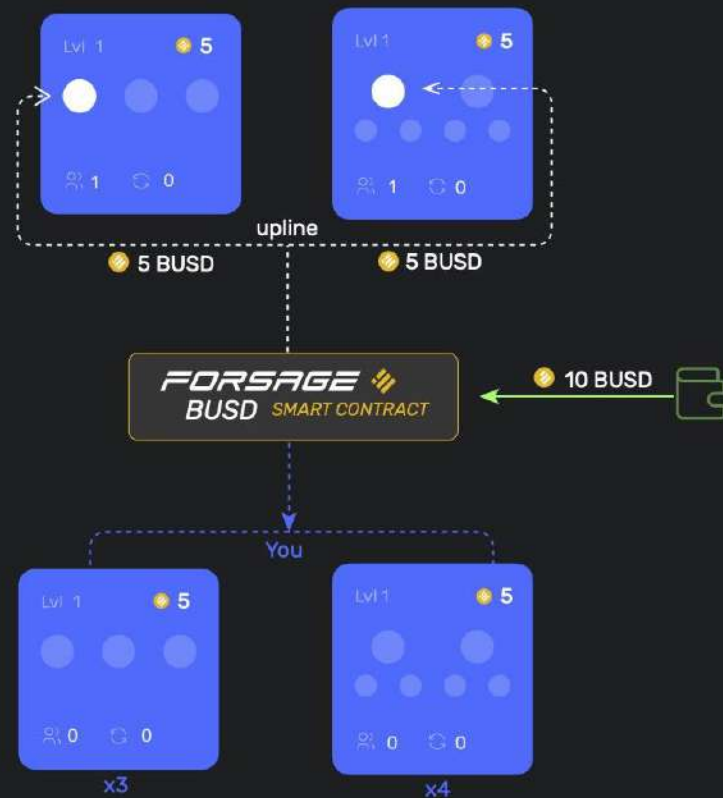 Lvl 1 5
Lvl 1 5
1 0
1 0
upline
5 BUSD
5 BUSD
FORSAGE
BUSD SMART CONTRACT
10 BUSD
You
Lvl 1 5
Lvl 1 5
0 0
0 0
x3
x4